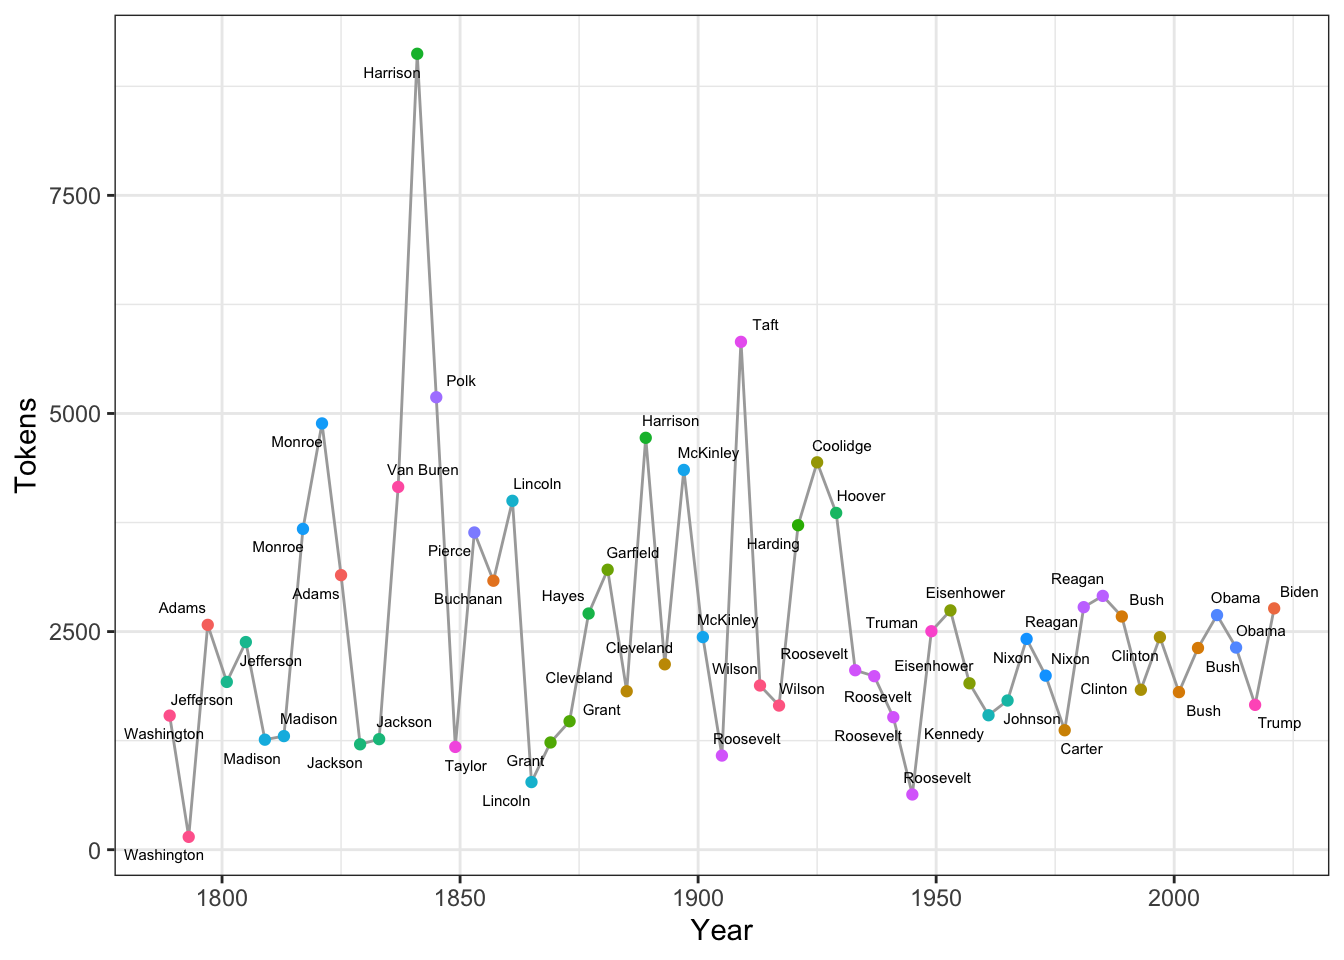 Harrison
7500
Taft
Polk
5000
Harrison
Monroe
Coolidge
McKinley
Van Buren
Lincoln
Hoover
Tokens
Monroe
Pierce
Garfield
Harding
Reagan
Adams
Buchanan
Hayes
Eisenhower
Biden
Adams
Bush
Obama
2500
McKinley
Truman
Reagan
Obama
Jefferson
Cleveland
Roosevelt
Nixon
Nixon
Clinton
Bush
Cleveland
Wilson
Eisenhower
Jefferson
Wilson
Roosevelt
Clinton
Madison
Jackson
Grant
Johnson
Bush
Washington
Roosevelt
Roosevelt
Kennedy
Trump
Madison
Jackson
Taylor
Grant
Carter
Lincoln
Roosevelt
0
Washington
1800
1850
1900
1950
2000
Year